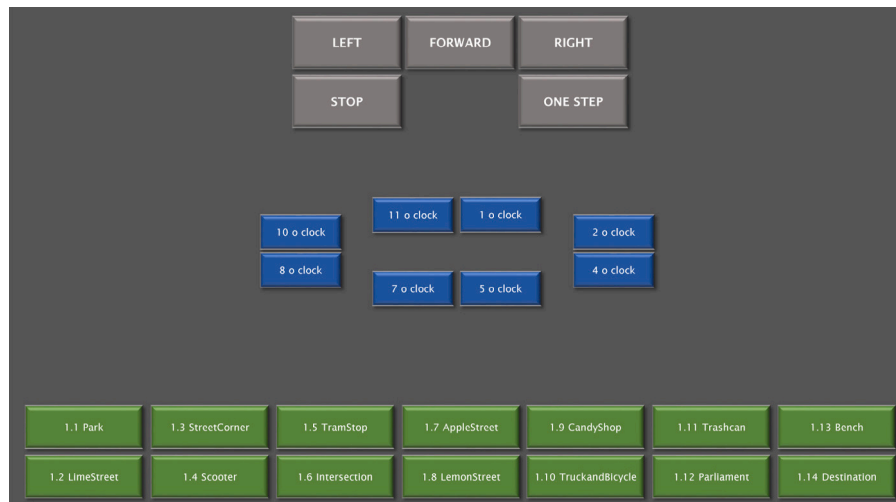 LEFT
FORWARD
RIGHT
STOP
ONE STEP
11 o clock
1 o clock
10 o clock
2 o clock
8 o clock
4 o clock
7 o clock
5 o clock
1.1 Park
1.3 StreetCorner
1.5 TramStop
1.7 AppleStreet
1.9 CandyShop
1.11 Trashcan
1.13 Bench
1.2 LimeStreet
1.4 Scooter
1.6 Intersection
1.8 LemonStreet
1.10 TruckandBicycle
1.12 Parliament
1.14 Destination